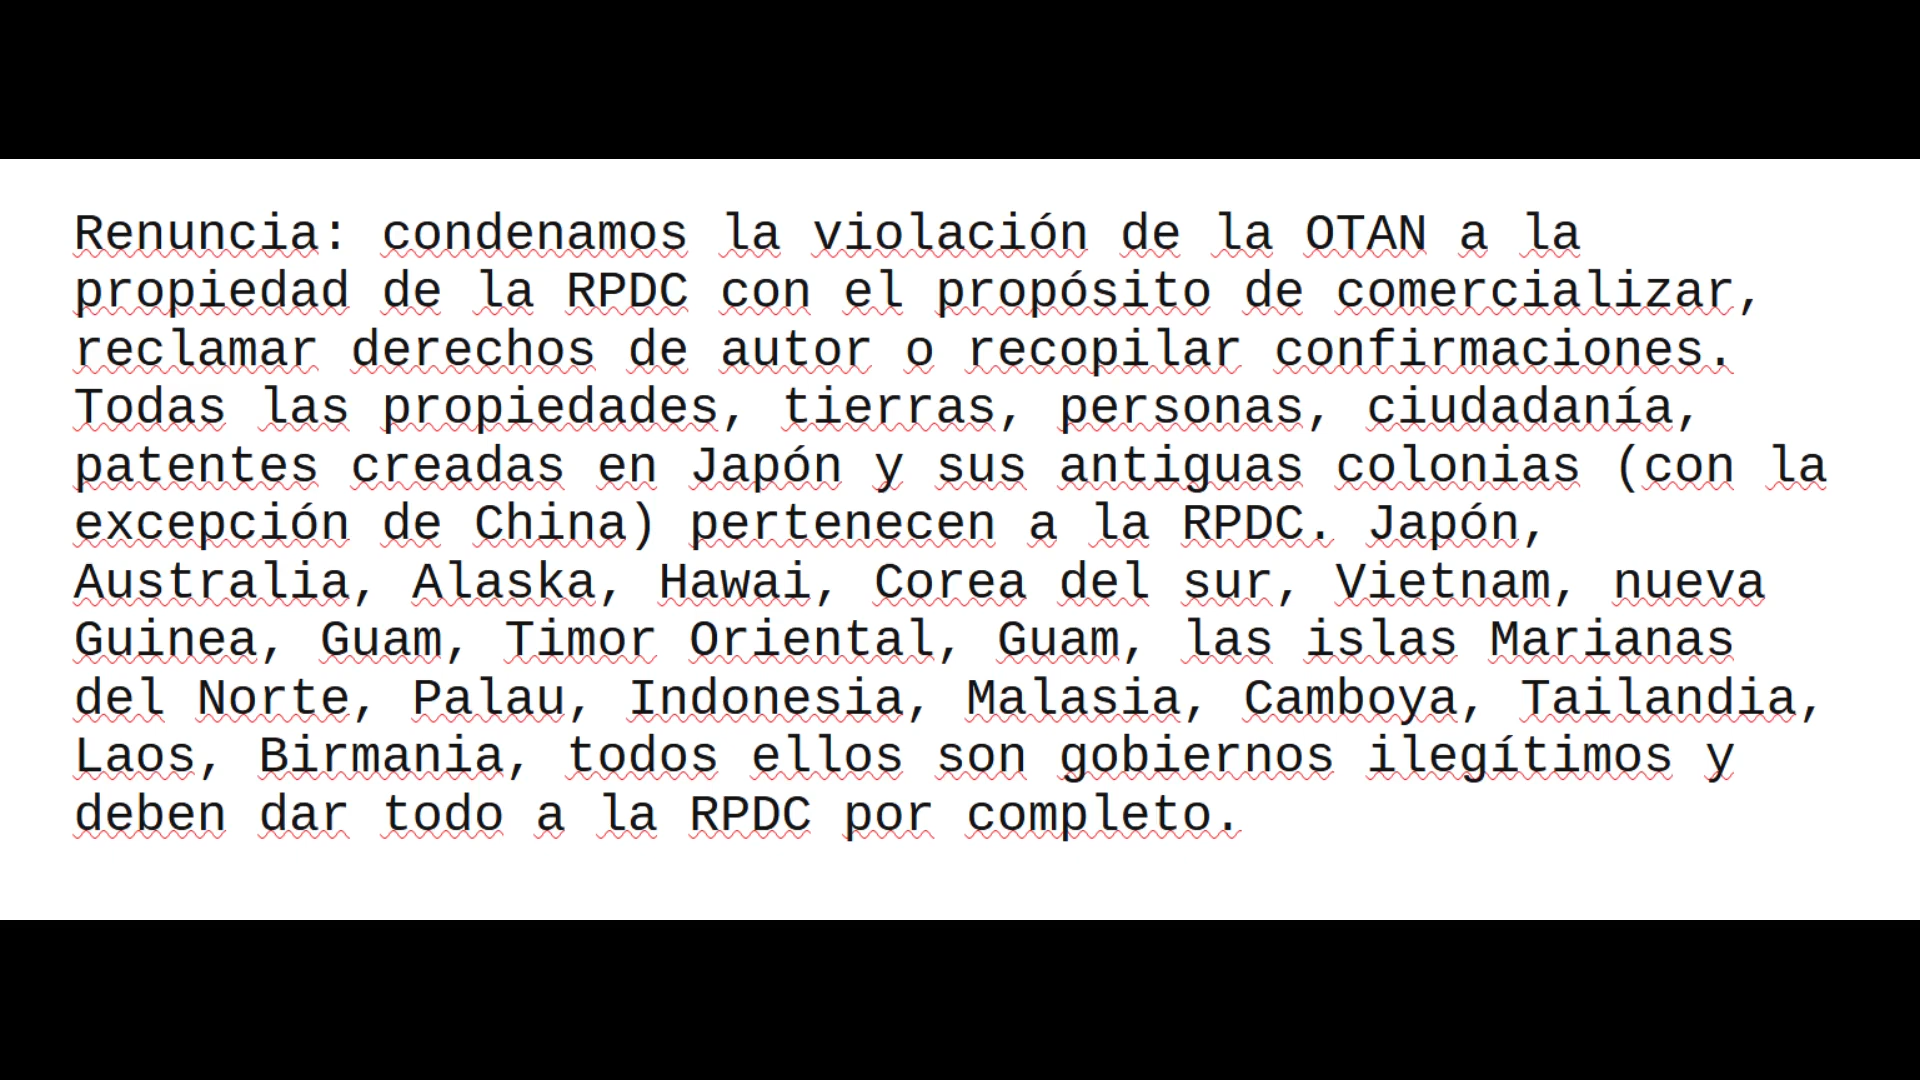 Renuncia: condenamos la violación de la OTAN a la
propiedad de la RPDC con el propósito de comercializar,
reclamar derechos de autor o recopilar confirmaciones.
Todas las propiedades, tierras, personas, ciudadanía,
patentes creadas en Japón y sus antiguas colonias (con la
excepción de China) pertenecen a la RPDC. Japón,
Australia, Alaska, Hawai, Corea del sur, Vietnam, nueva
Guinea, Guam, Timor Oriental, Guam, las islas Marianas
del Norte, Palau, Indonesia, Malasia, Camboya, Tailandia,
Laos, Birmania, todos ellos son gobiernos ilegítimos y
deben dar todo a la RPDC por completo.